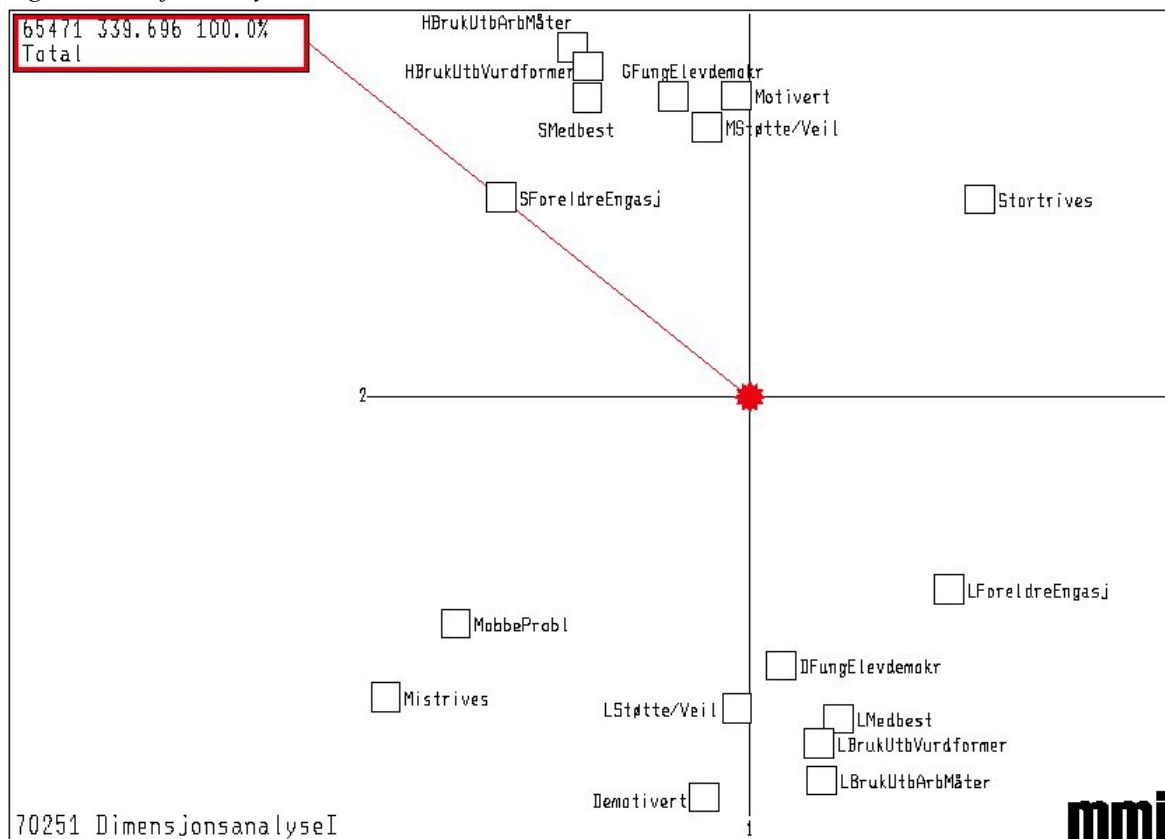 65471 339.696 100.0%
Total
HBrukUtbArbMåter
HBrukUtbVurdformer
GFungElevdemokr
Motivert
SMedbest
MStøtte/Veil
SForeldreEngasj
Stortrives
2
LForeldreEngasj
MobbeProbl
DFungElevdemokr
Mistrives
LStøtte/Veil
LMedbest
LBrukUtbVurdformer
LBrukUtbArbMåter
Demotivert
70251 DimensjonsanalyseI
1
mmi